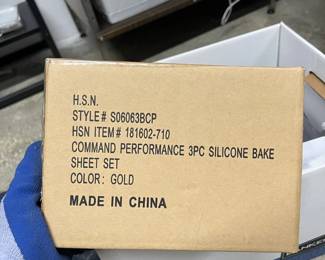 H.S.N.
STYLE# S06063BCP
HSN ITEM# 181602-710
COMMAND PERFORMANCE 3PC SILICONE BAKE
SHEET SET
COLOR: GOLD
MADE IN CHINA